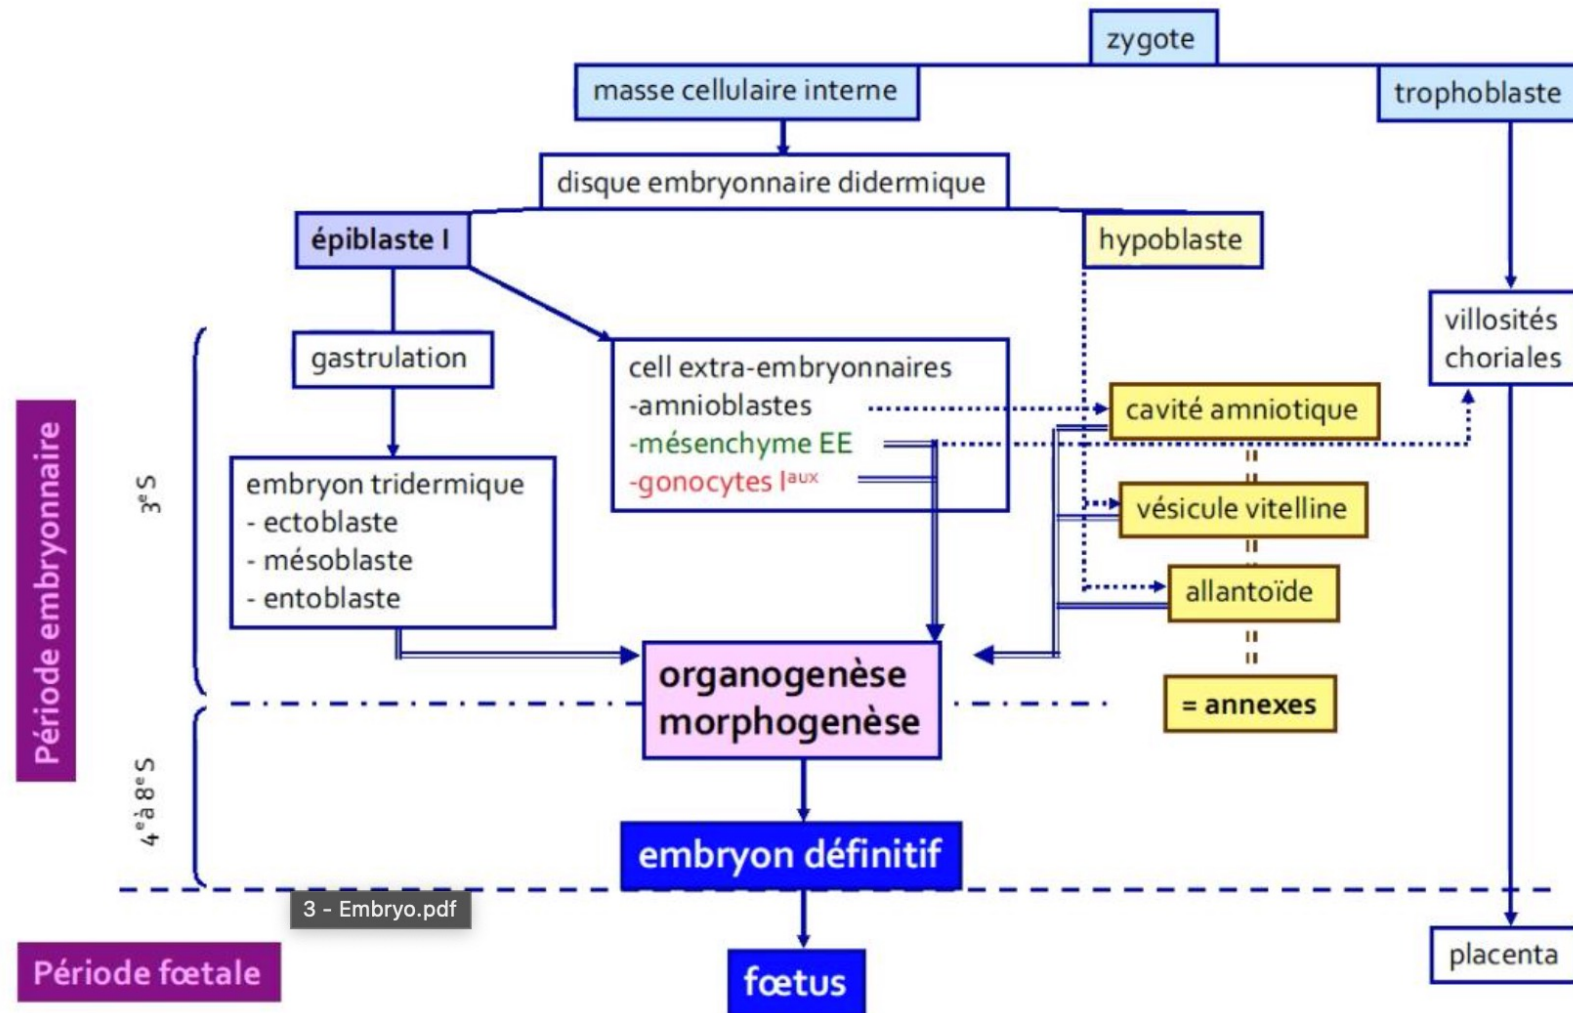 zygote
masse cellulaire interne
trophoblaste
disque embryonnaire didermique
épiblaste I
hypoblaste
gastrulation
cell extra-embryonnaires
-amnioblastes
-mésenchyme EE
-gonocytes Iᵃᵘˣ
villosités
choriales
cavité amniotique
vésicule vitelline
allantoïde
= annexes
embryon tridermique
- ectoblaste
- mésoblaste
- entoblaste
Période embryonnaire
3ᵉ S
4ᵉ à 8ᵉ S
organogenèse
morphogenèse
embryon définitif
3 - Embryo.pdf
Période fœtale
fœtus
placenta